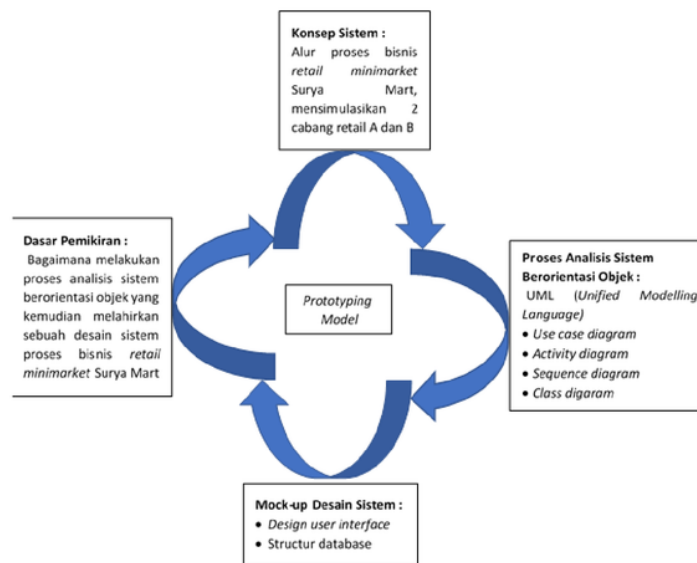 Konsep Sistem :
Alur proses bisnis
retail minimarket
Surya Mart,
mensimulasikan 2
cabang retail A dan B
Dasar Pemikiran :
Bagaimana melakukan
proses analisis sistem
berorientasi objek yang
kemudian melahirkan
sebuah desain sistem
proses bisnis retail
minimarket Surya Mart
Prototyping
Model
Proses Analisis Sistem
Berorientasi Objek :
UML (Unified Modelling
Language)
• Use case diagram
• Activity diagram
• Sequence diagram
• Class digaram
Mock-up Desain Sistem :
• Design user interface
• Structur database